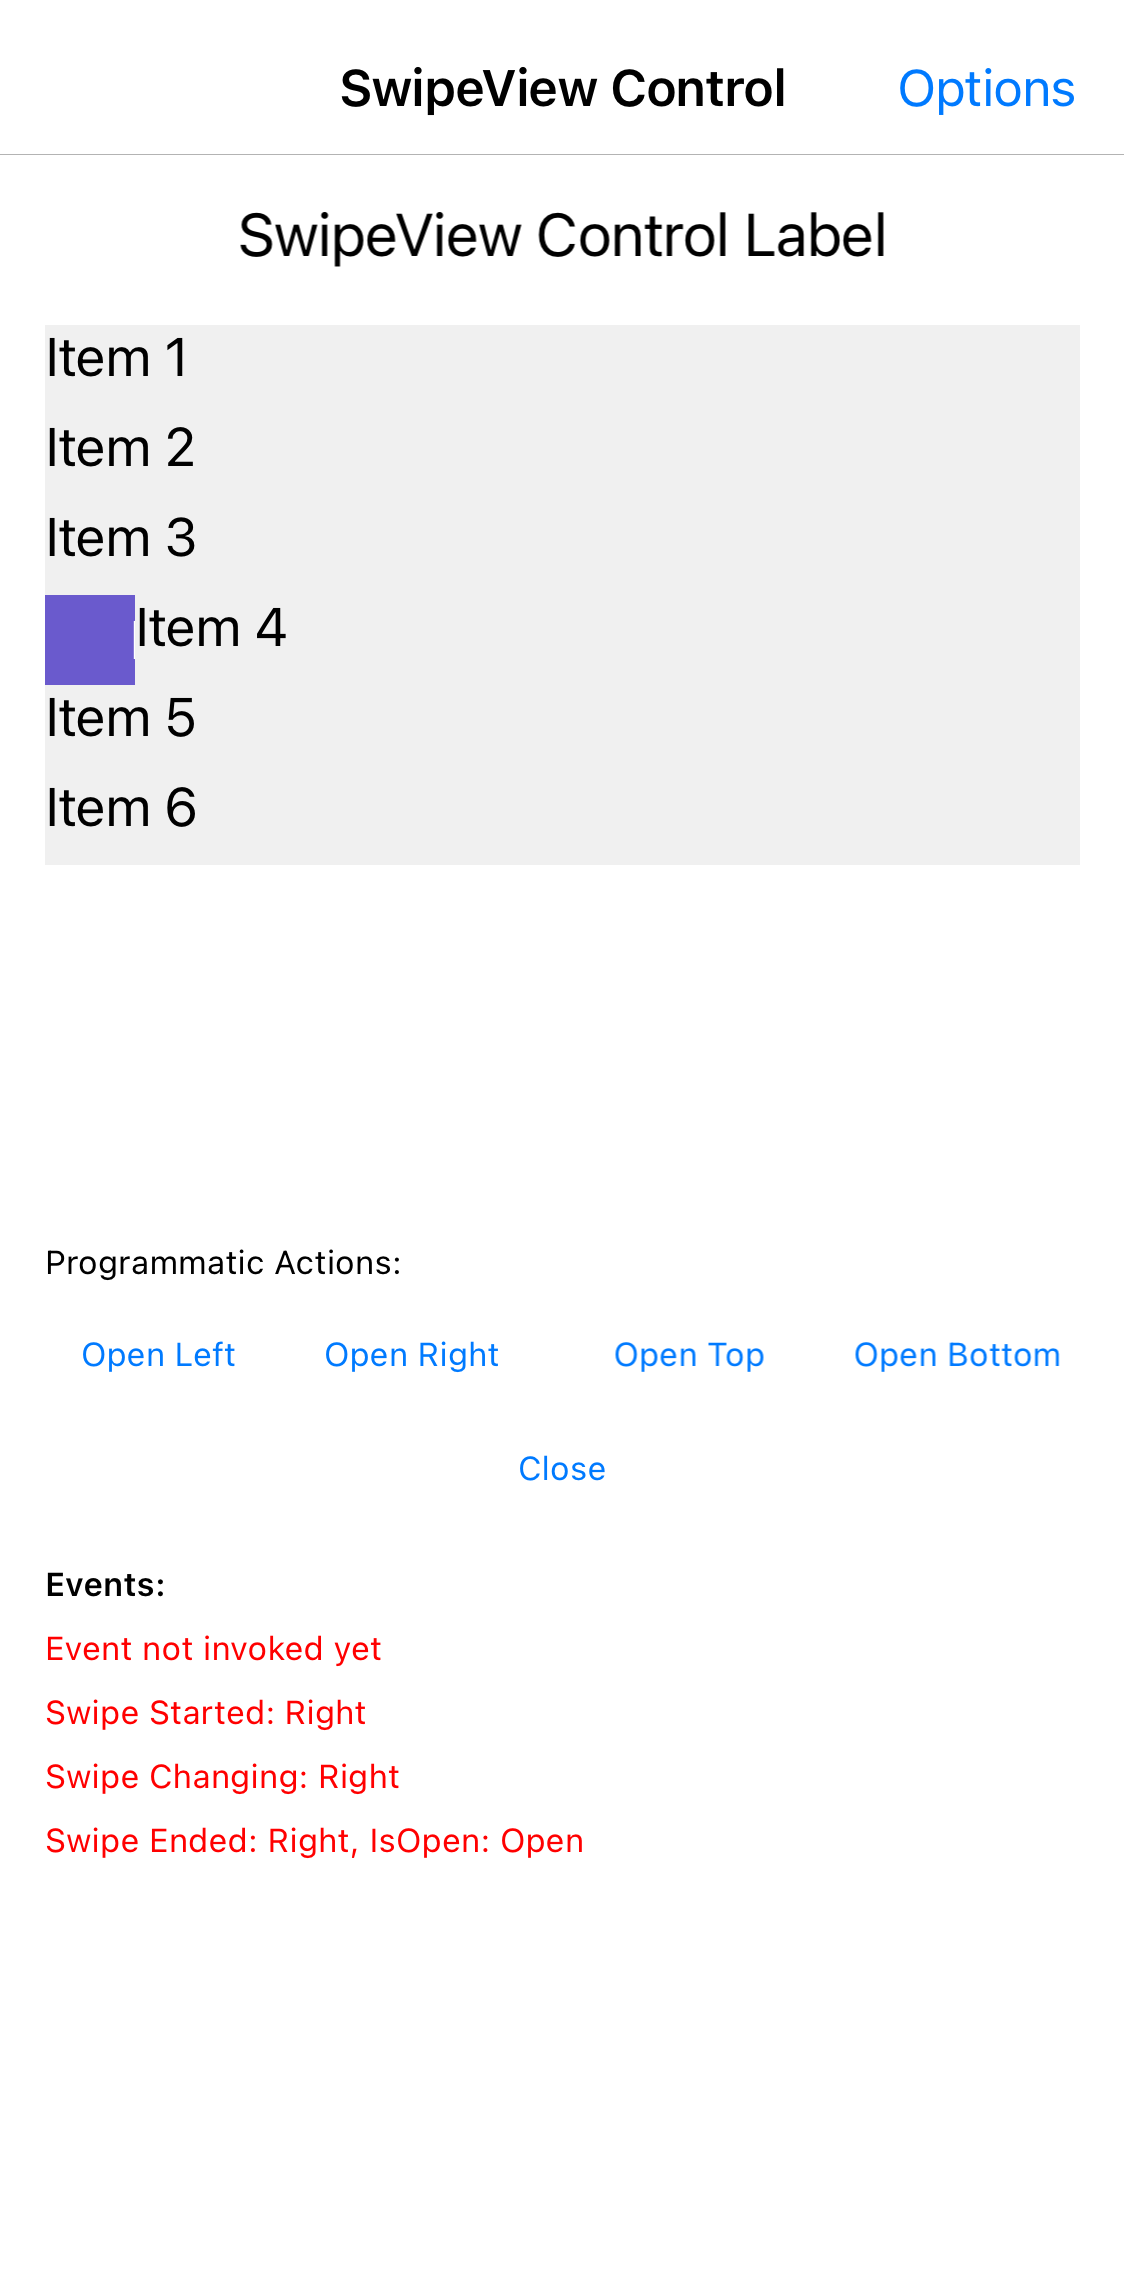 SwipeView Control
Options
SwipeView Control Label
Item 1
Item 2
Item 3
Item 4
Item 5
Item 6
Programmatic Actions:
Open Left
Open Right
Open Top
Open Bottom
Close
Events:
Event not invoked yet
Swipe Started: Right
Swipe Changing: Right
Swipe Ended: Right, IsOpen: Open